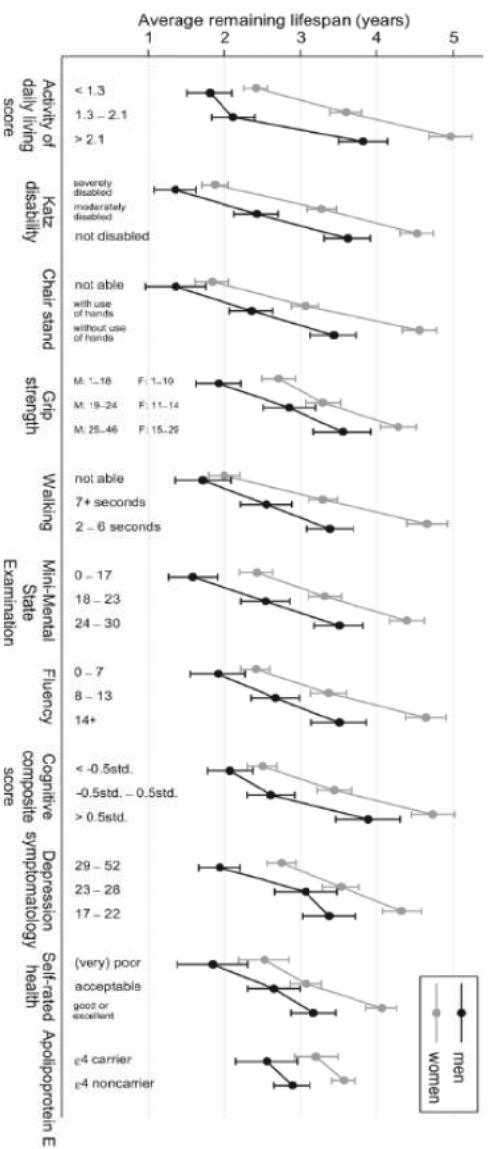 Average remaining lifespan (years)
1
2
3
4
5
Activity of
daily living
score
< 1.3
1.3 – 2.1
> 2.1
Katz
disability
severely
disabled
moderately
disabled
not disabled
Chair stand
not able
with use
of hands
without use
of hands
Grip
strength
M: 1–18 F: 1–10
M: 19–24 F: 11–14
M: 25–46 F: 15–29
Walking
not able
7+ seconds
2 – 6 seconds
Mini-Mental
State
Examination
0 – 17
18 – 23
24 – 30
Fluency
0 – 7
8 – 13
14+
Cognitive
composite
score
< -0.5std.
-0.5std. – 0.5std.
> 0.5std.
Depression
symptomatology
29 – 52
23 – 28
17 – 22
Self-rated
health
(very) poor
acceptable
good or
excellent
Apolipoprotein E
ε4 carrier
ε4 noncarrier
men
women